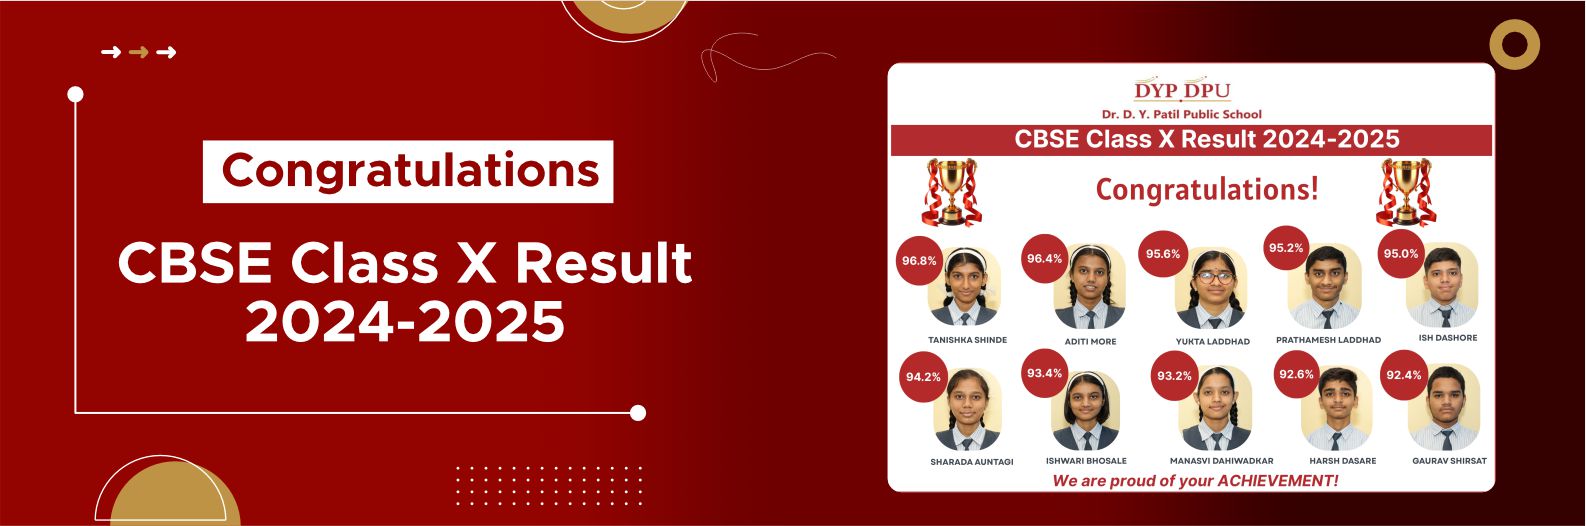 Congratulations
CBSE Class X Result
2024-2025
DYP DPU
Dr. D. Y. Patil Public School
CBSE Class X Result 2024-2025
Congratulations!
96.8%
96.4%
95.6%
95.2%
95.0%
TANISHKA SHINDE
ADITI MORE
YUKTA LADDHAD
PRATHAMESH LADDHAD
ISH DASHORE
94.2%
93.4%
93.2%
92.6%
92.4%
SHARADA AUNTAGI
ISHWARI BHOSALE
MANASVI DAHIWADKAR
HARSH DASARE
GAURAV SHIRSAT
We are proud of your ACHIEVEMENT!